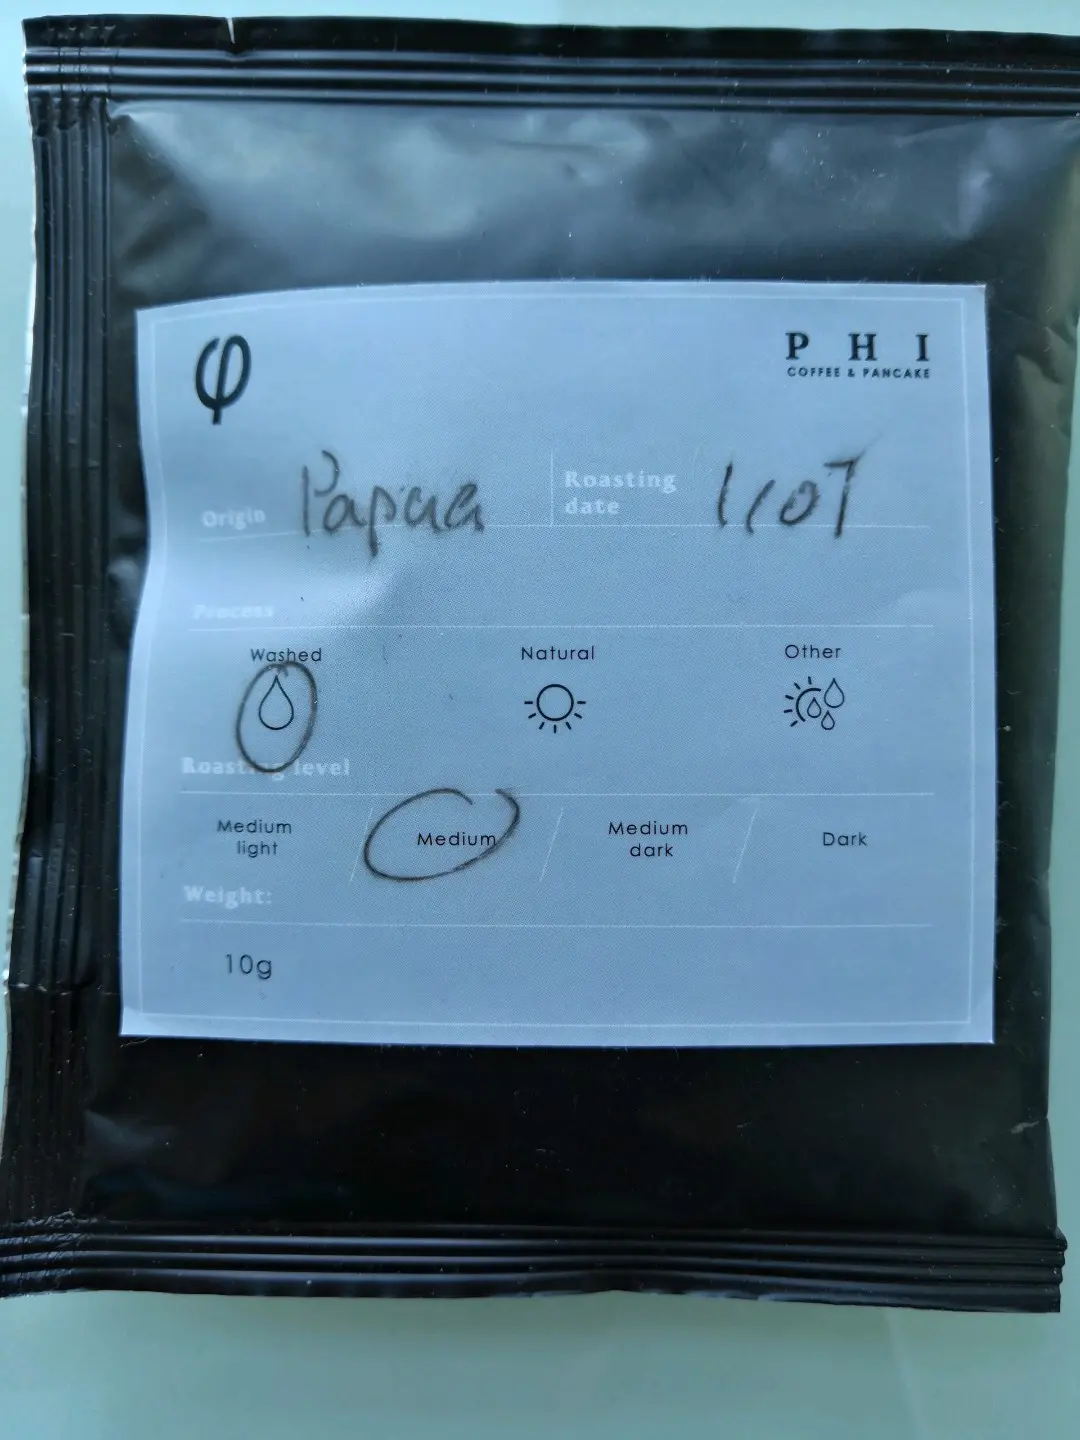 φ
P H I
COFFEE & PANCAKE
Origin Papua
Roasting date 1107
Process
Washed Natural Other
Roasting level
Medium light Medium Medium dark Dark
Weight:
10g